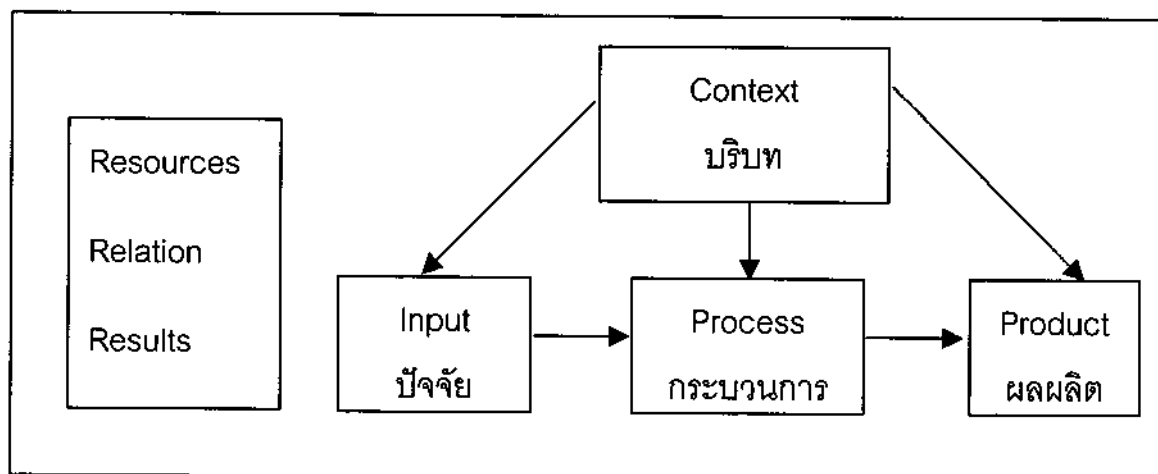 Resources
Relation
Results
Context
บริบท
Input
ปัจจัย
Process
กระบวนการ
Product
ผลผลิต